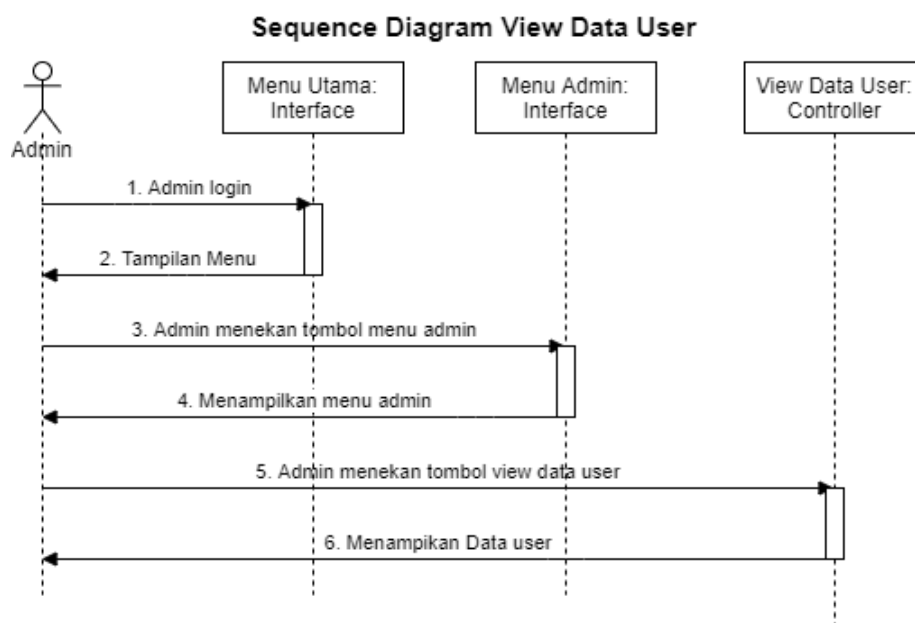 Sequence Diagram View Data User
Menu Utama:
Interface
Menu Admin:
Interface
View Data User:
Controller
Admin
1. Admin login
2. Tampilan Menu
3. Admin menekan tombol menu admin
4. Menampilkan menu admin
5. Admin menekan tombol view data user
6. Menampikan Data user